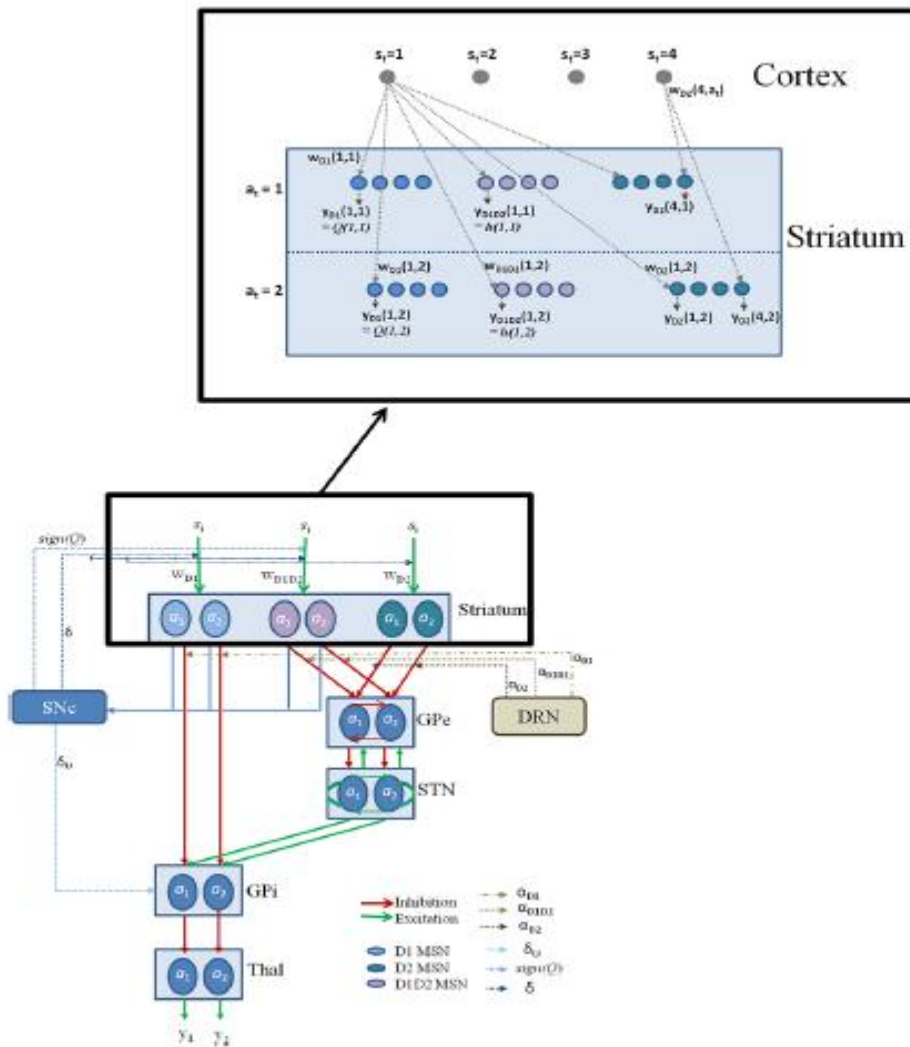 s_t=1 s_t=2 s_t=3 s_t=4
Cortex
w_D2(4,a_t)
w_D1(1,1)
a_t = 1
y_D1(1,1)
= Q(1,1)
y_D1D2(1,1)
= h(1,1)
y_D2(4,1)
Striatum
w_D1(1,2) w_D1D2(1,2) w_D2(1,2)
a_t = 2
y_D1(1,2)
= Q(1,2)
y_D1D2(1,2)
= h(1,2)
y_D2(1,2) y_D2(4,2)
sign(Q)
s_t s_t s_t
w_D1 w_D1D2 w_D2
Striatum
δ
a_1 a_2 a_1 a_2 a_1 a_2
α_D1
α_D1D2
α_D2
SNc
DRN
a_1 a_2
GPe
δ_U
a_1 a_2
STN
a_1 a_2
GPi
a_1 a_2
Thal
Inhibition
Excitation
D1 MSN
D2 MSN
D1D2 MSN
α_D1
α_D1D2
α_D2
δ_U
sign(Q)
δ
y_1 y_2